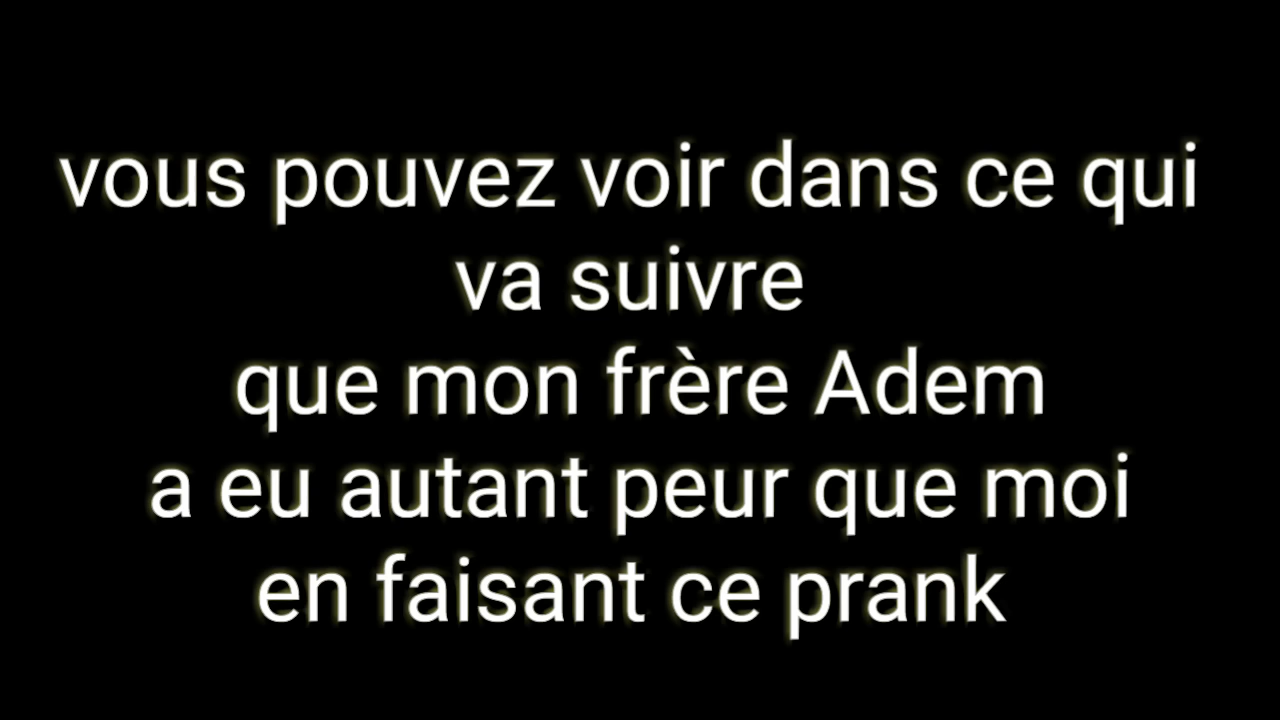 vous pouvez voir dans ce qui
va suivre
que mon frère Adem
a eu autant peur que moi
en faisant ce prank